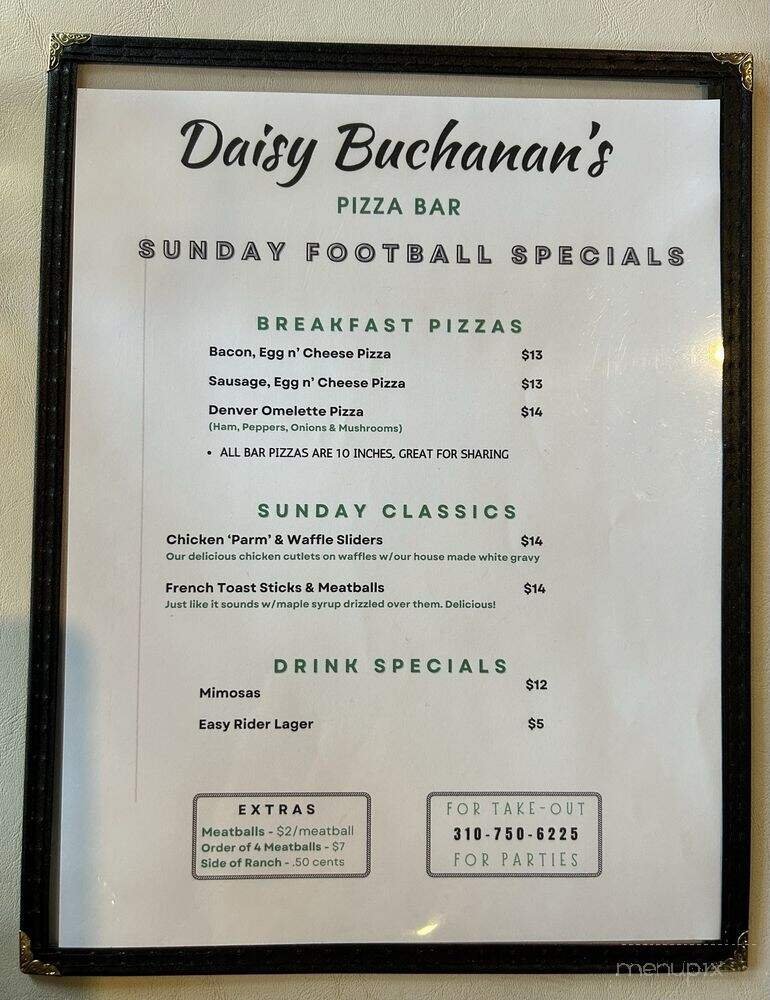 Daisy Buchanan's
PIZZA BAR
SUNDAY FOOTBALL SPECIALS
BREAKFAST PIZZAS
Bacon, Egg n' Cheese Pizza $13
Sausage, Egg n' Cheese Pizza $13
Denver Omelette Pizza $14
(Ham, Peppers, Onions & Mushrooms)
• ALL BAR PIZZAS ARE 10 INCHES, GREAT FOR SHARING
SUNDAY CLASSICS
Chicken 'Parm' & Waffle Sliders $14
Our delicious chicken cutlets on waffles w/our house made white gravy
French Toast Sticks & Meatballs $14
Just like it sounds w/maple syrup drizzled over them. Delicious!
DRINK SPECIALS
Mimosas $12
Easy Rider Lager $5
EXTRAS
Meatballs - $2/meatball
Order of 4 Meatballs - $7
Side of Ranch - .50 cents
FOR TAKE-OUT
310-750-6225
FOR PARTIES
menupix